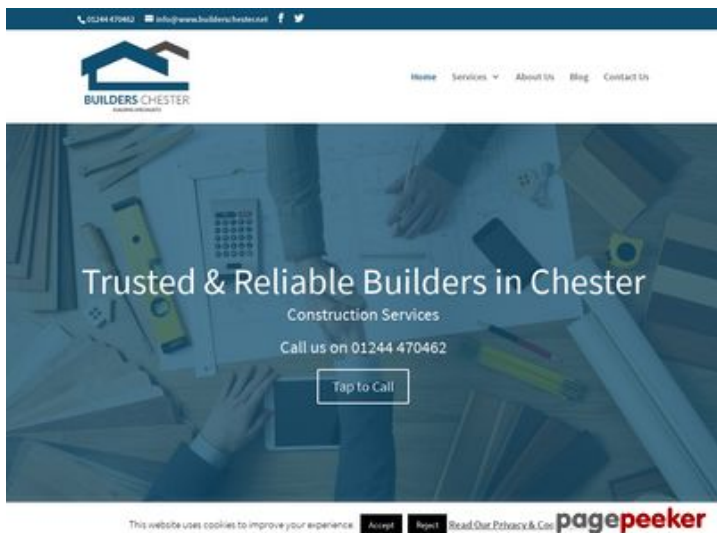 01244 470462 info@www.builderschester.net
Home Services About Us Blog Contact Us
BUILDERS CHESTER
BUILDING SPECIALISTS
Trusted & Reliable Builders in Chester
Construction Services
Call us on 01244 470462
Tap to Call
This website uses cookies to improve your experience. Accept Reject Read Our Privacy & Coo
pagepeeker